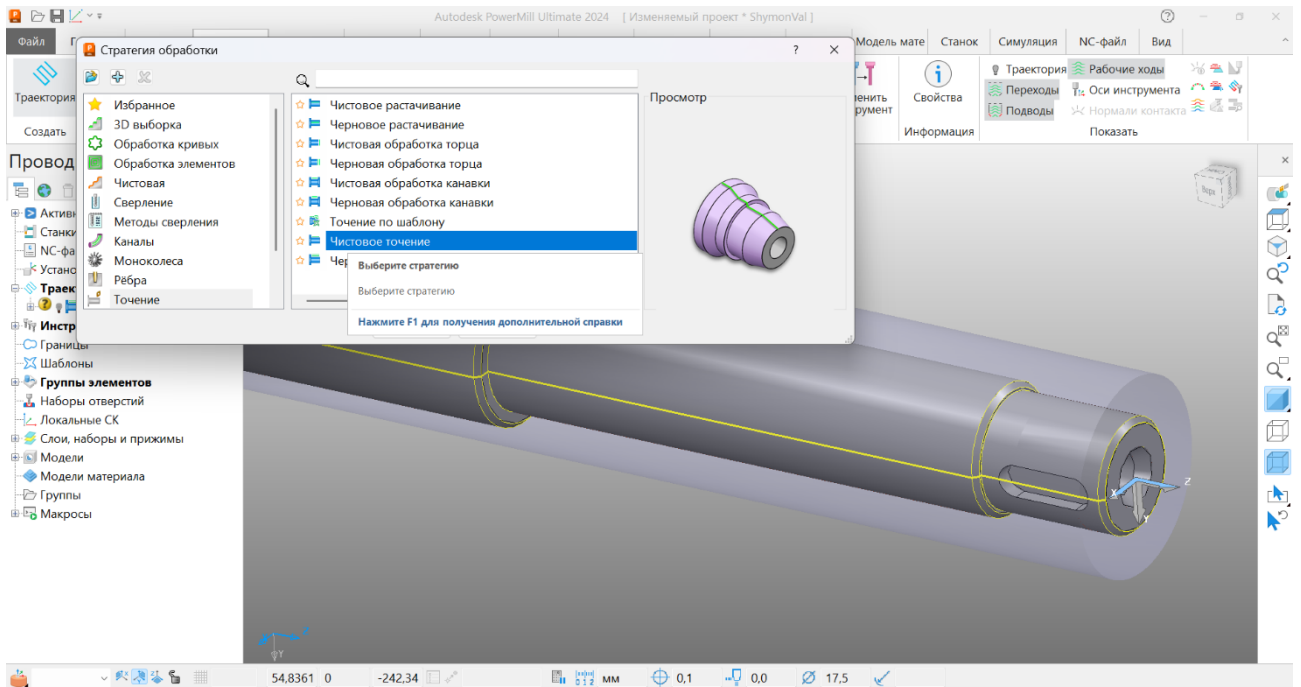 Autodesk PowerMill Ultimate 2024 [ Изменяемый проект * ShymonVal ]
Файл
Модель мате Станок Симуляция NC-файл Вид
Стратегия обработки
Траектория
Создать
Свойства
Информация
Траектория Рабочие ходы
Переходы Оси инструмента
Подводы Нормали контакта
Показать
Избранное
3D выборка
Обработка кривых
Обработка элементов
Чистовая
Сверление
Методы сверления
Каналы
Моноколеса
Рёбра
Точение
Чистовое растачивание
Черновое растачивание
Чистовая обработка торца
Черновая обработка торца
Чистовая обработка канавки
Черновая обработка канавки
Точение по шаблону
Чистовое точение
Чер
Выберите стратегию
Выберите стратегию
Нажмите F1 для получения дополнительной справки
Просмотр
Провод
Актив
Станки
NC-фа
Устано
Траек
Инстр
Границы
Шаблоны
Группы элементов
Наборы отверстий
Локальные СК
Слои, наборы и прижимы
Модели
Модели материала
Группы
Макросы
Верх
X
Y
Z
54,8361 0 -242,34 мм 0,1 0,0 17,5